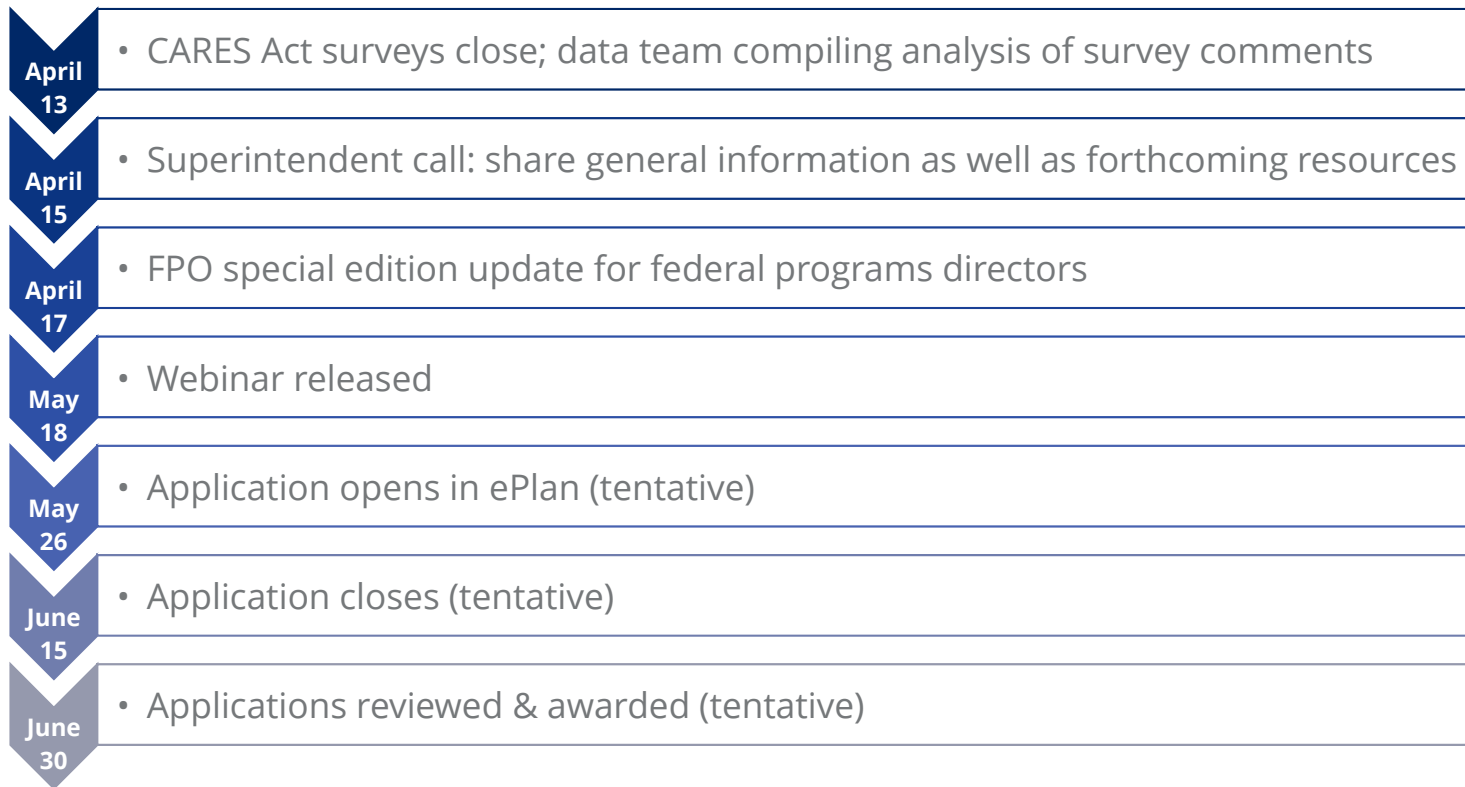 April
13
• CARES Act surveys close; data team compiling analysis of survey comments
April
15
• Superintendent call: share general information as well as forthcoming resources
April
17
• FPO special edition update for federal programs directors
May
18
• Webinar released
May
26
• Application opens in ePlan (tentative)
June
15
• Application closes (tentative)
June
30
• Applications reviewed & awarded (tentative)